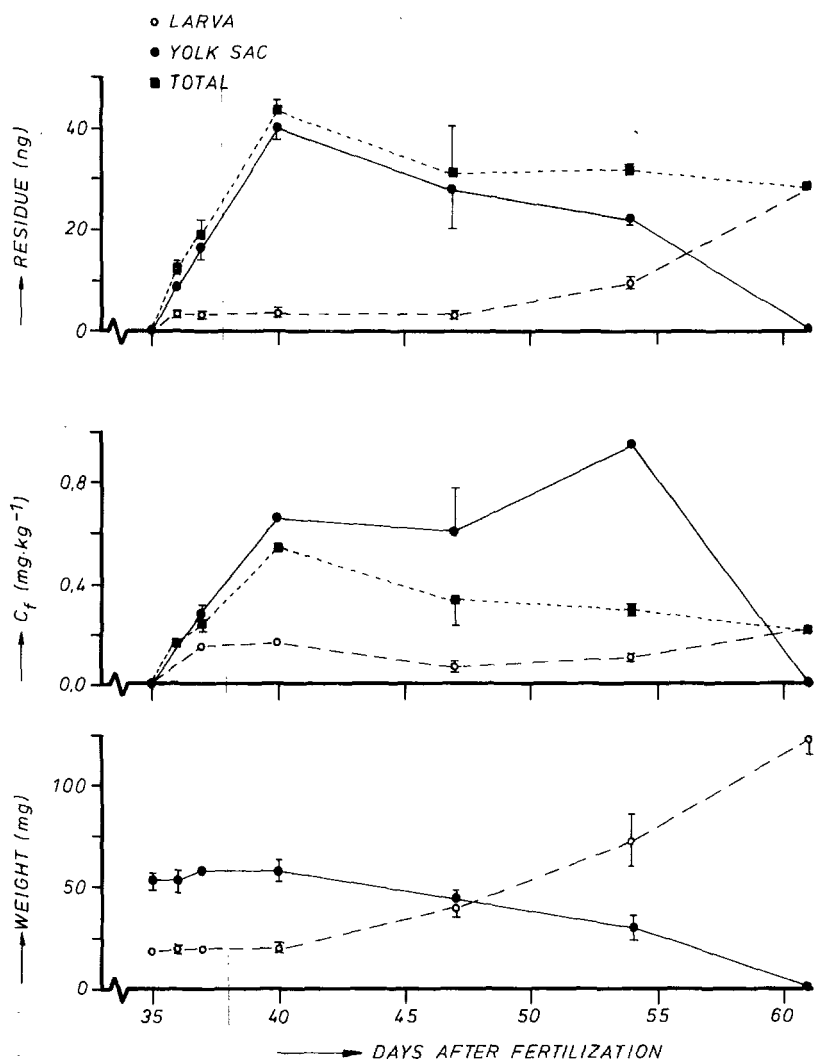 LARVA
YOLK SAC
TOTAL
RESIDUE (ng)
40
20
0
C_f (mg·kg⁻¹)
0,8
0,4
0,0
WEIGHT (mg)
100
50
0
35 40 45 50 55 60
DAYS AFTER FERTILIZATION